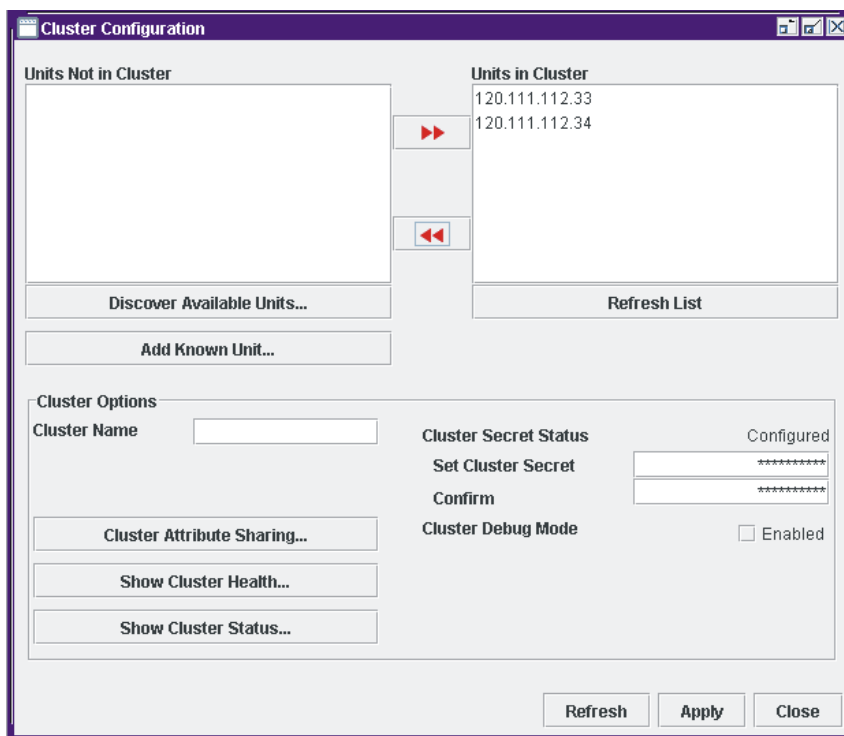 Cluster Configuration
Units Not in Cluster
Units in Cluster
120.111.112.33
120.111.112.34
Discover Available Units...
Refresh List
Add Known Unit...
Cluster Options
Cluster Name
Cluster Secret Status Configured
Set Cluster Secret **********
Confirm **********
Cluster Debug Mode Enabled
Cluster Attribute Sharing...
Show Cluster Health...
Show Cluster Status...
Refresh Apply Close